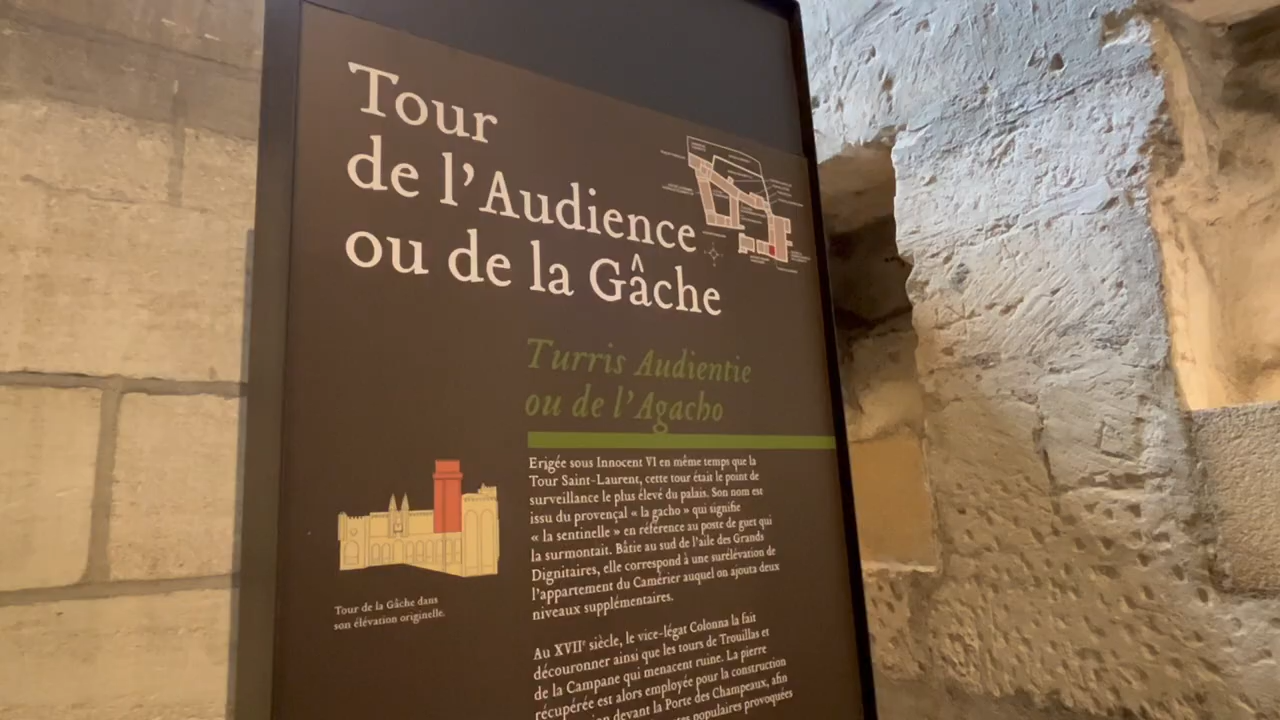 Tour
de l'Audience
ou de la Gâche
Turris Audientie
ou de l'Agacho
Erigée sous Innocent VI en même temps que la
Tour Saint-Laurent, cette tour était le point de
surveillance le plus élevé du palais. Son nom est
issu du provençal « la gacho » qui signifie
« la sentinelle » en référence au poste de guet qui
la surmontait. Bâtie au sud de l'aile des Grands
Dignitaires, elle correspond à une surélévation de
l'appartement du Camérier auquel on ajouta deux
niveaux supplémentaires.
Tour de la Gâche dans
son élévation originelle.
Au XVIIe siècle, le vice-légat Colonna la fait
découronner ainsi que les tours de Trouillas et
de la Campane qui menacent ruine. La pierre
récupérée est alors employée pour la construction
devant la Porte des Champeaux, afin
populaires provoquées